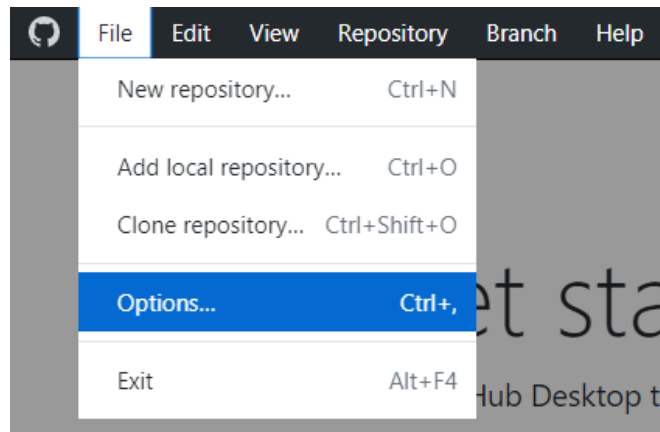 File Edit View Repository Branch Help
New repository... Ctrl+N
Add local repository... Ctrl+O
Clone repository... Ctrl+Shift+O
Options... Ctrl+,
Exit Alt+F4
Desktop